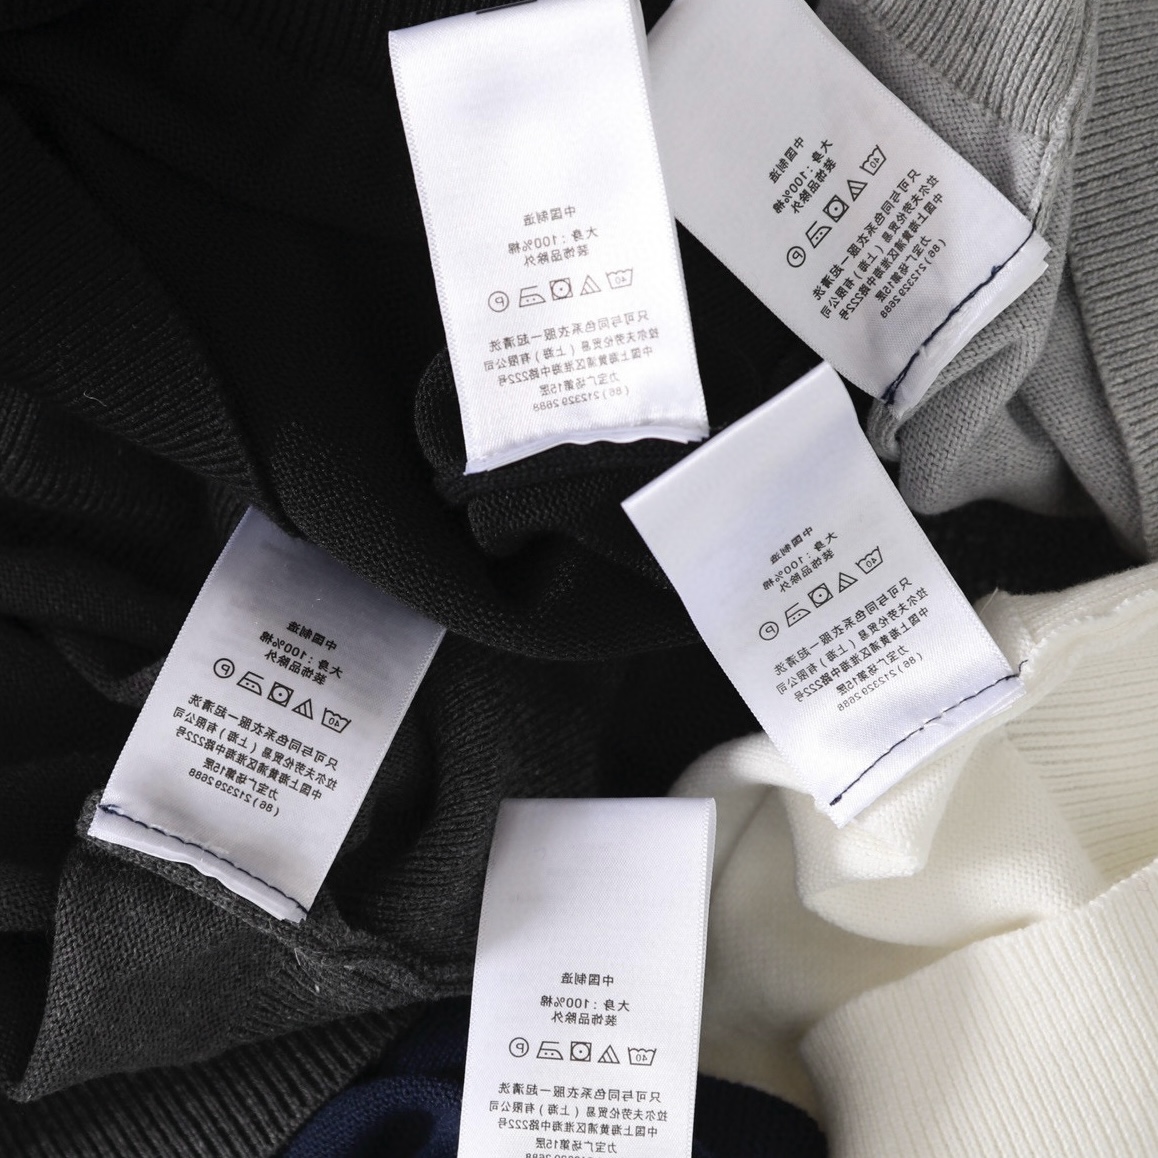 中国制造
大身：100%棉
装饰品除外
40 P
只可与同色系衣服一起清洗
拉尔夫劳伦贸易（上海）有限公司
中国上海黄浦区淮海中路222号
力宝广场第15层
(86) 212329 2688
中国制造
大身：100%棉
装饰品除外
40 P
只可与同色系衣服一起清洗
拉尔夫劳伦贸易（上海）有限公司
中国上海黄浦区淮海中路222号
力宝广场第15层
(86) 212329 2688
中国制造
大身：100%棉
装饰品除外
40 P
只可与同色系衣服一起清洗
拉尔夫劳伦贸易（上海）有限公司
中国上海黄浦区淮海中路222号
力宝广场第15层
(86) 212329 2688
中国制造
大身：100%棉
装饰品除外
40 P
只可与同色系衣服一起清洗
拉尔夫劳伦贸易（上海）有限公司
中国上海黄浦区淮海中路222号
力宝广场第15层
(86) 212329 2688
中国制造
大身：100%棉
装饰品除外
40 P
只可与同色系衣服一起清洗
拉尔夫劳伦贸易（上海）有限公司
中国上海黄浦区淮海中路222号
力宝广场第15层